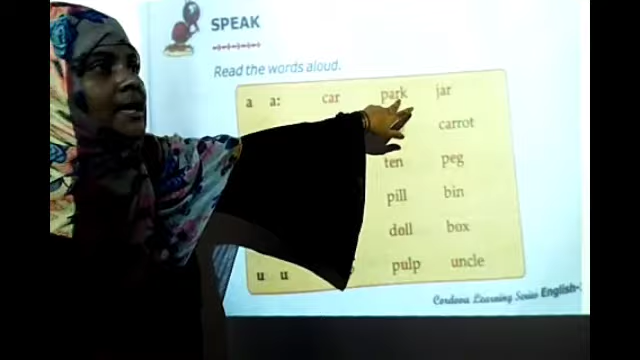 SPEAK
Read the words aloud.
a a: car park jar
carrot
ten peg
pill bin
doll box
u u pulp uncle
Cordova Learning Series English-